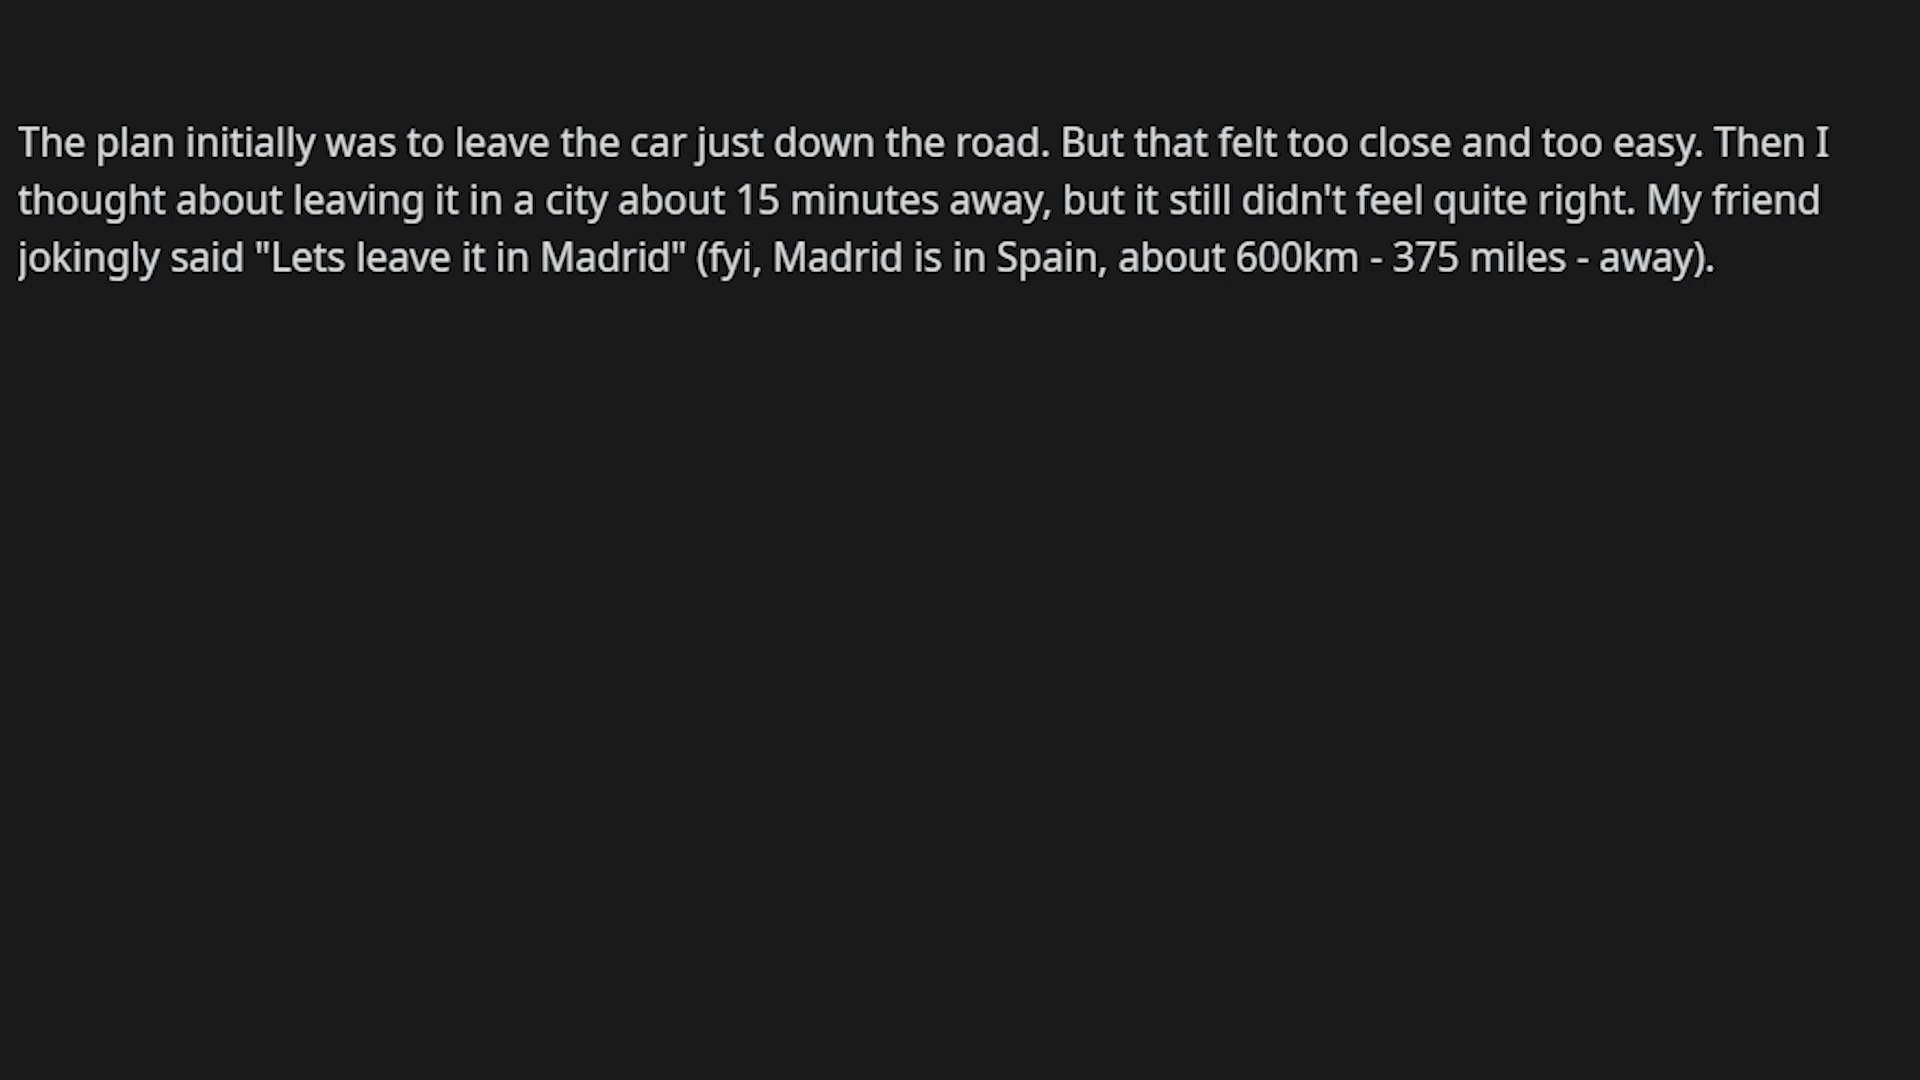 The plan initially was to leave the car just down the road. But that felt too close and too easy. Then I
thought about leaving it in a city about 15 minutes away, but it still didn't feel quite right. My friend
jokingly said "Lets leave it in Madrid" (fyi, Madrid is in Spain, about 600km - 375 miles - away).